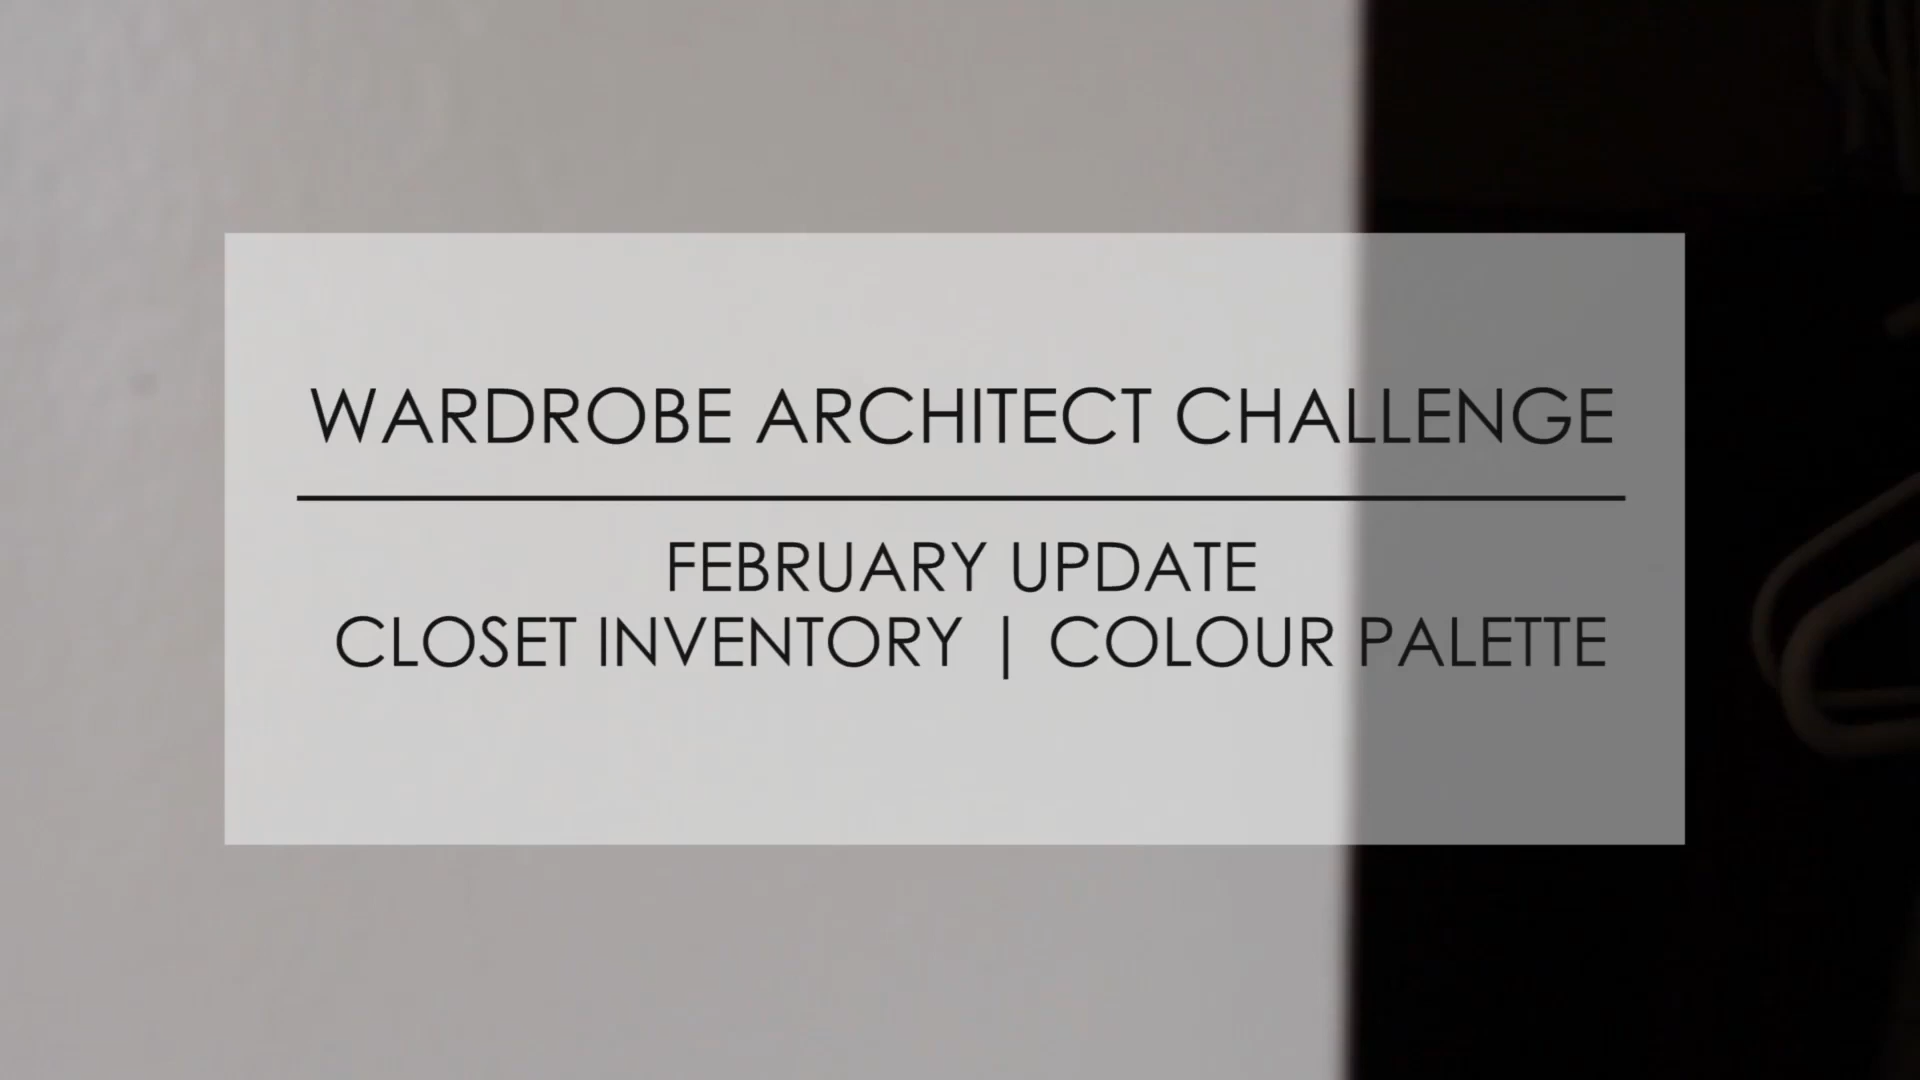 WARDROBE ARCHITECT CHALLENGE
FEBRUARY UPDATE
CLOSET INVENTORY | COLOUR PALETTE